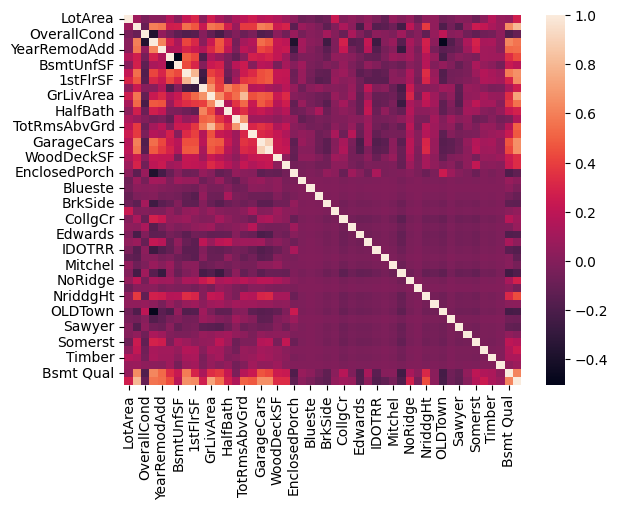 LotArea
OverallCond
YearRemodAdd
BsmtUnfSF
1stFlrSF
GrLivArea
HalfBath
TotRmsAbvGrd
GarageCars
WoodDeckSF
EnclosedPorch
Blueste
BrkSide
CollgCr
Edwards
IDOTRR
Mitchel
NoRidge
NriddgHt
OLDTown
Sawyer
Somerst
Timber
Bsmt Qual
1.0
0.8
0.6
0.4
0.2
0.0
−0.2
−0.4
LotArea
OverallCond
YearRemodAdd
BsmtUnfSF
1stFlrSF
GrLivArea
HalfBath
TotRmsAbvGrd
GarageCars
WoodDeckSF
EnclosedPorch
Blueste
BrkSide
CollgCr
Edwards
IDOTRR
Mitchel
NoRidge
NriddgHt
OLDTown
Sawyer
Somerst
Timber
Bsmt Qual